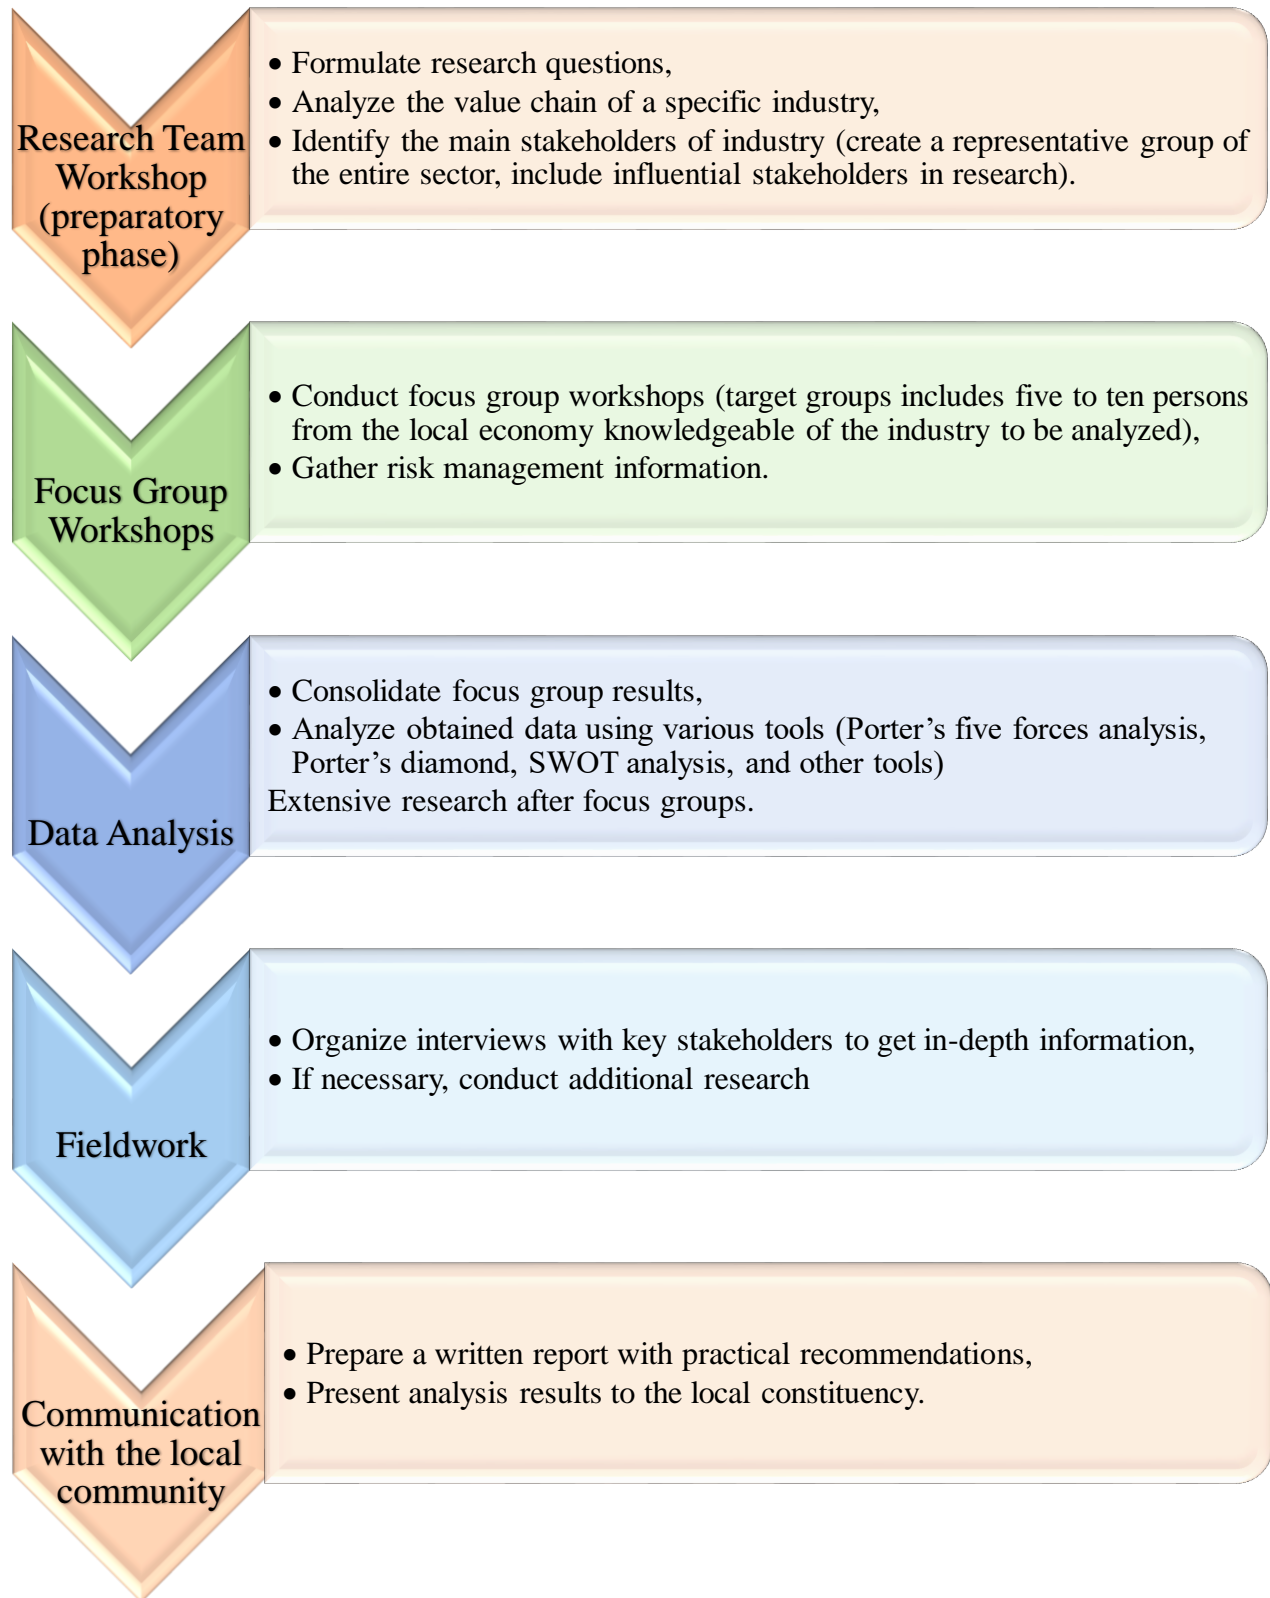 Research Team
Workshop
(preparatory
phase)
• Formulate research questions,
• Analyze the value chain of a specific industry,
• Identify the main stakeholders of industry (create a representative group of
the entire sector, include influential stakeholders in research).
Focus Group
Workshops
• Conduct focus group workshops (target groups includes five to ten persons
from the local economy knowledgeable of the industry to be analyzed),
• Gather risk management information.
Data Analysis
• Consolidate focus group results,
• Analyze obtained data using various tools (Porter’s five forces analysis,
Porter’s diamond, SWOT analysis, and other tools)
Extensive research after focus groups.
Fieldwork
• Organize interviews with key stakeholders to get in-depth information,
• If necessary, conduct additional research
Communication
with the local
community
• Prepare a written report with practical recommendations,
• Present analysis results to the local constituency.